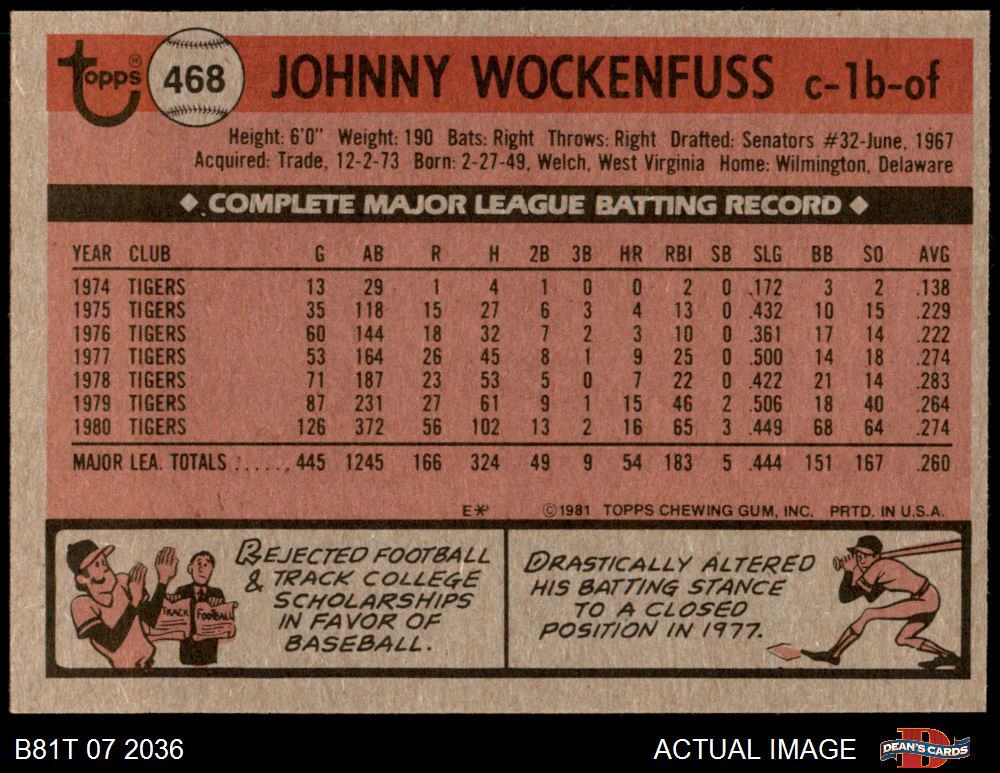 Topps® 468 JOHNNY WOCKENFUSS c-1b-of
Height: 6'0" Weight: 190 Bats: Right Throws: Right Drafted: Senators #32-June, 1967
Acquired: Trade, 12-2-73 Born: 2-27-49, Welch, West Virginia Home: Wilmington, Delaware
◆ COMPLETE MAJOR LEAGUE BATTING RECORD ◆
YEAR CLUB G AB R H 2B 3B HR RBI SB SLG BB SO AVG
1974 TIGERS 13 29 1 4 1 0 0 2 0 .172 3 2 .138
1975 TIGERS 35 118 15 27 6 3 4 13 0 .432 10 15 .229
1976 TIGERS 60 144 18 32 7 2 3 10 0 .361 17 14 .222
1977 TIGERS 53 164 26 45 8 1 9 25 0 .500 14 18 .274
1978 TIGERS 71 187 23 53 5 0 7 22 0 .422 21 14 .283
1979 TIGERS 87 231 27 61 9 1 15 46 2 .506 18 40 .264
1980 TIGERS 126 372 56 102 13 2 16 65 3 .449 68 64 .274
MAJOR LEA. TOTALS ...... 445 1245 166 324 49 9 54 183 5 .444 151 167 .260
E* ©1981 TOPPS CHEWING GUM, INC. PRTD. IN U.S.A.
REJECTED FOOTBALL
& TRACK COLLEGE
SCHOLARSHIPS
IN FAVOR OF
BASEBALL.
TRACK FOOTBALL
DRASTICALLY ALTERED
HIS BATTING STANCE
TO A CLOSED
POSITION IN 1977.
B81T 07 2036 ACTUAL IMAGE DEAN'S CARDS